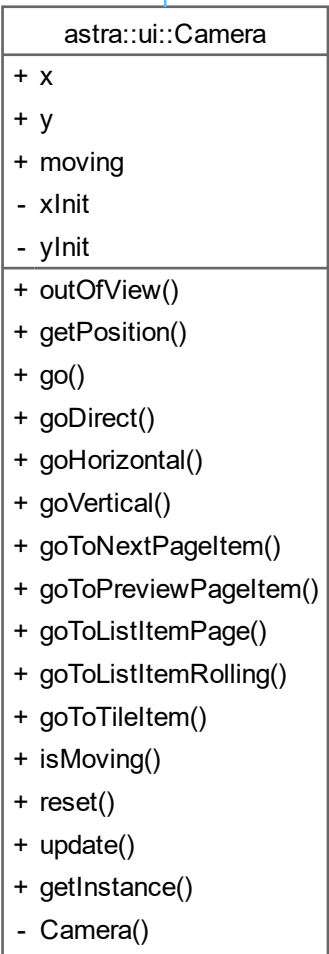 astra::ui::Camera
+ x
+ y
+ moving
- xInit
- yInit
+ outOfView()
+ getPosition()
+ go()
+ goDirect()
+ goHorizontal()
+ goVertical()
+ goToNextPageItem()
+ goToPreviewPageItem()
+ goToListItemPage()
+ goToListItemRolling()
+ goToTileItem()
+ isMoving()
+ reset()
+ update()
+ getInstance()
- Camera()